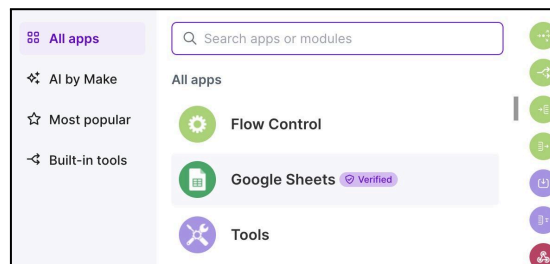 All apps
AI by Make
Most popular
Built-in tools
Search apps or modules
All apps
Flow Control
Google Sheets Verified
Tools